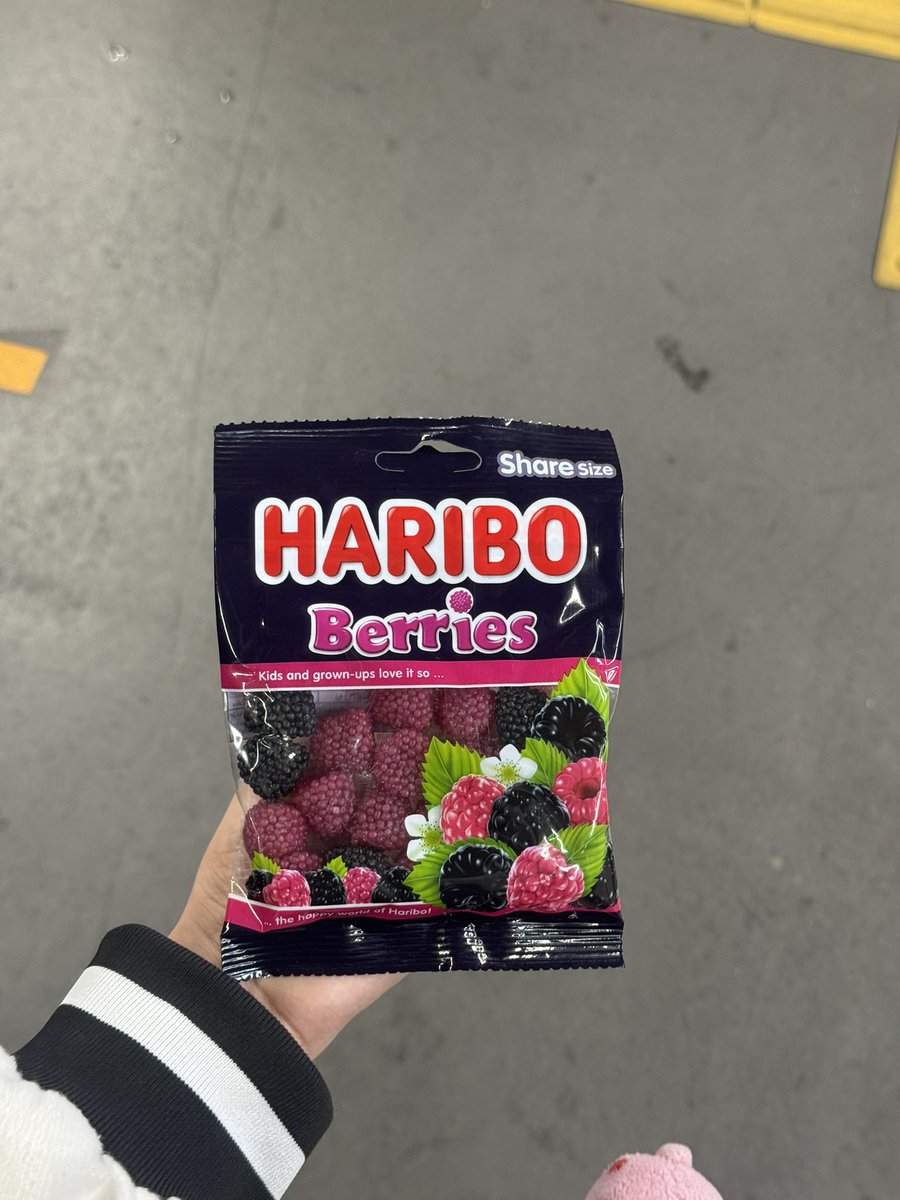 Share size
HARIBO
Berries
Kids and grown-ups love it so ...
... the happy world of Haribo!